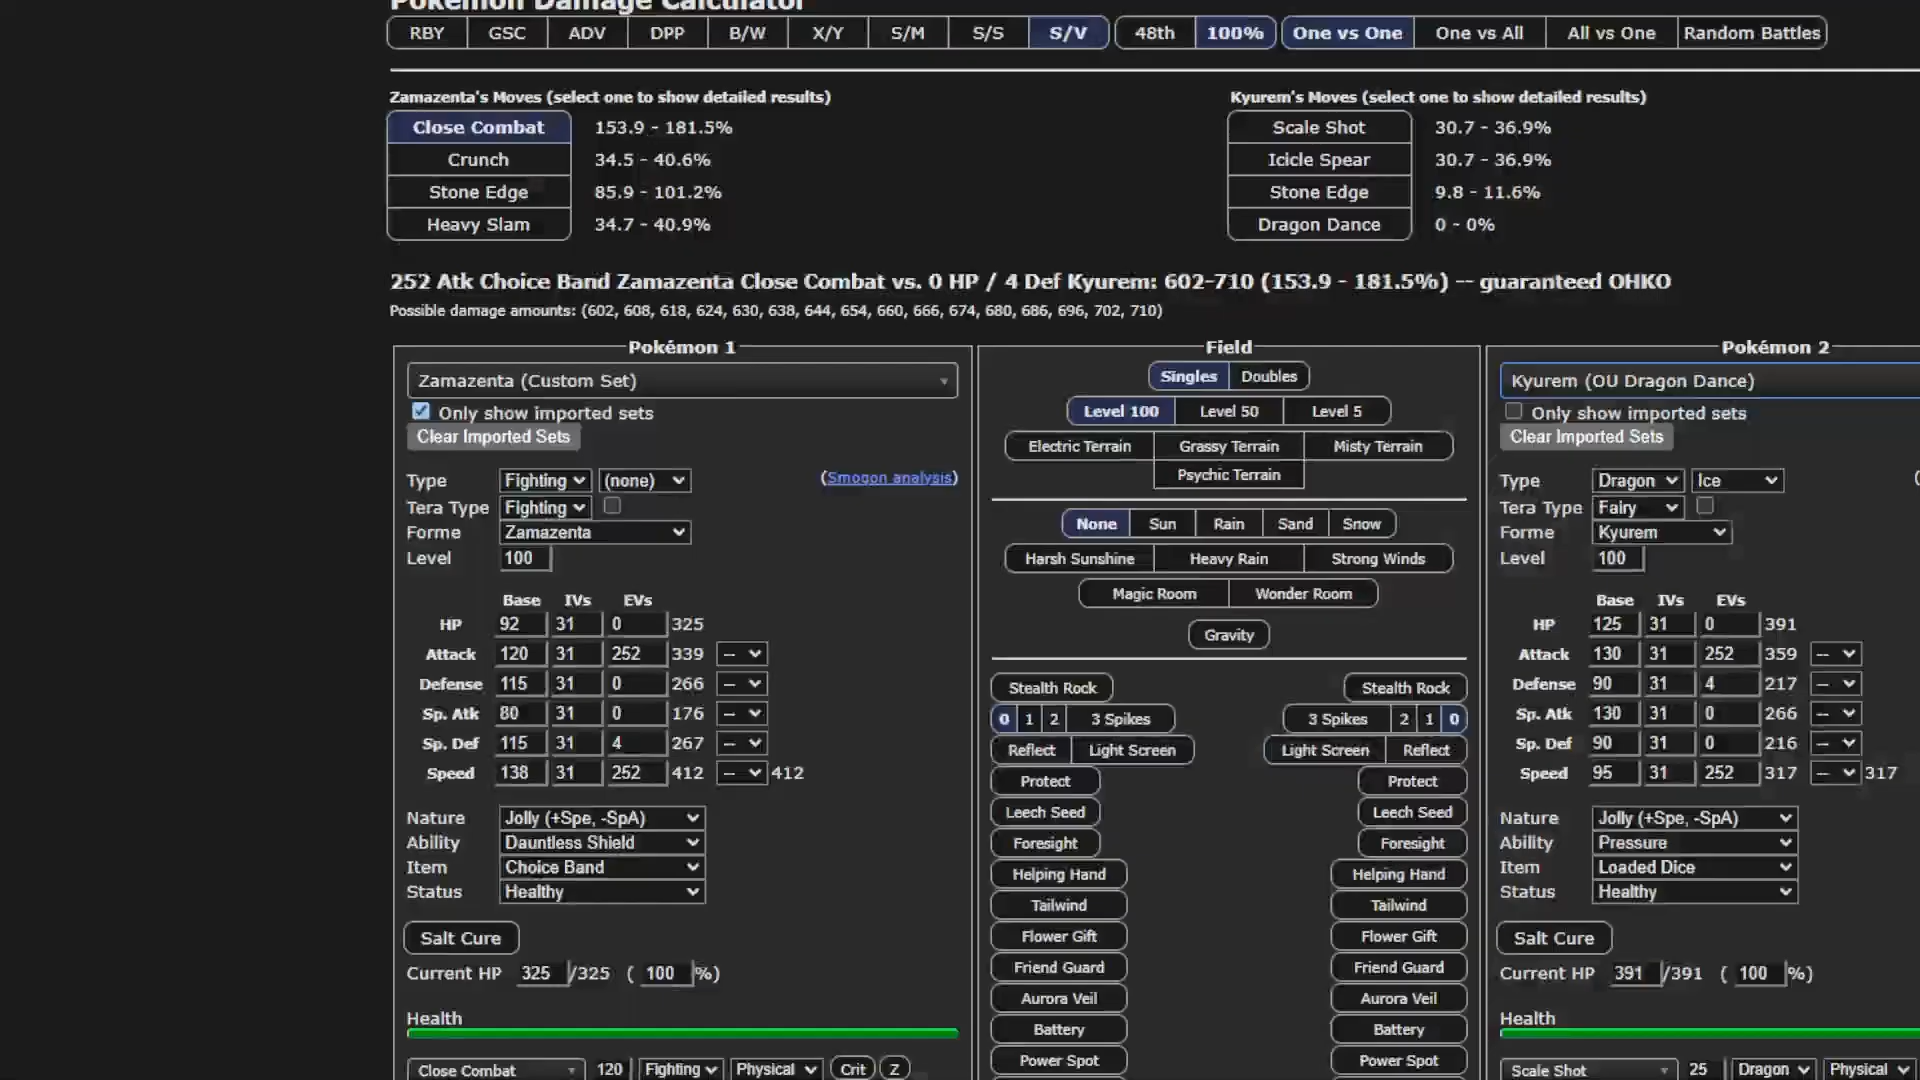 Pokémon Damage Calculator
RBY GSC ADV DPP B/W X/Y S/M S/S S/V 48th 100% One vs One One vs All All vs One Random Battles
Zamazenta's Moves (select one to show detailed results) Kyurem's Moves (select one to show detailed results)
Close Combat 153.9 - 181.5% Scale Shot 30.7 - 36.9%
Crunch 34.5 - 40.6% Icicle Spear 30.7 - 36.9%
Stone Edge 85.9 - 101.2% Stone Edge 9.8 - 11.6%
Heavy Slam 34.7 - 40.9% Dragon Dance 0 - 0%
252 Atk Choice Band Zamazenta Close Combat vs. 0 HP / 4 Def Kyurem: 602-710 (153.9 - 181.5%) -- guaranteed OHKO
Possible damage amounts: (602, 608, 618, 624, 630, 638, 644, 654, 660, 666, 674, 680, 686, 696, 702, 710)
Pokémon 1
Zamazenta (Custom Set)
Only show imported sets
Clear Imported Sets
Type Fighting (none) (Smogon analysis)
Tera Type Fighting
Forme Zamazenta
Level 100
Base IVs EVs
HP 92 31 0 325
Attack 120 31 252 339 --
Defense 115 31 0 266 --
Sp. Atk 80 31 0 176 --
Sp. Def 115 31 4 267 --
Speed 138 31 252 412 -- 412
Nature Jolly (+Spe, -SpA)
Ability Dauntless Shield
Item Choice Band
Status Healthy
Salt Cure
Current HP 325 /325 ( 100 %)
Health
Close Combat 120 Fighting Physical Crit Z
Field
Singles Doubles
Level 100 Level 50 Level 5
Electric Terrain Grassy Terrain Misty Terrain
Psychic Terrain
None Sun Rain Sand Snow
Harsh Sunshine Heavy Rain Strong Winds
Magic Room Wonder Room
Gravity
Stealth Rock Stealth Rock
0 1 2 3 Spikes 3 Spikes 2 1 0
Reflect Light Screen Light Screen Reflect
Protect Protect
Leech Seed Leech Seed
Foresight Foresight
Helping Hand Helping Hand
Tailwind Tailwind
Flower Gift Flower Gift
Friend Guard Friend Guard
Aurora Veil Aurora Veil
Battery Battery
Power Spot Power Spot
Pokémon 2
Kyurem (OU Dragon Dance)
Only show imported sets
Clear Imported Sets
Type Dragon Ice (
Tera Type Fairy
Forme Kyurem
Level 100
Base IVs EVs
HP 125 31 0 391
Attack 130 31 252 359 --
Defense 90 31 4 217 --
Sp. Atk 130 31 0 266 --
Sp. Def 90 31 0 216 --
Speed 95 31 252 317 -- 317
Nature Jolly (+Spe, -SpA)
Ability Pressure
Item Loaded Dice
Status Healthy
Salt Cure
Current HP 391 /391 ( 100 %)
Health
Scale Shot 25 Dragon Physical